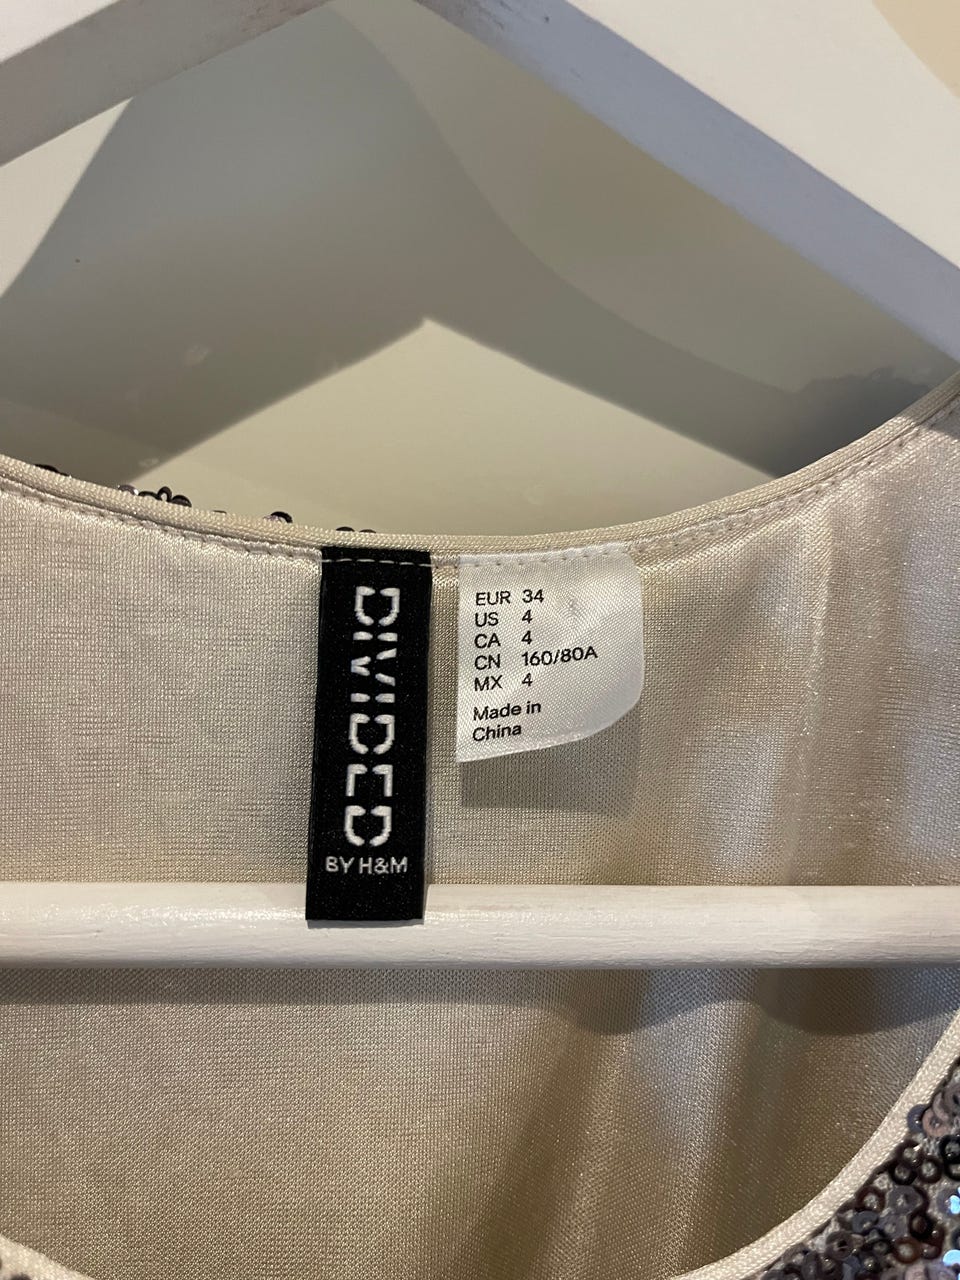 DIVIDED
BY H&M
EUR 34
US 4
CA 4
CN 160/80A
MX 4
Made in
China